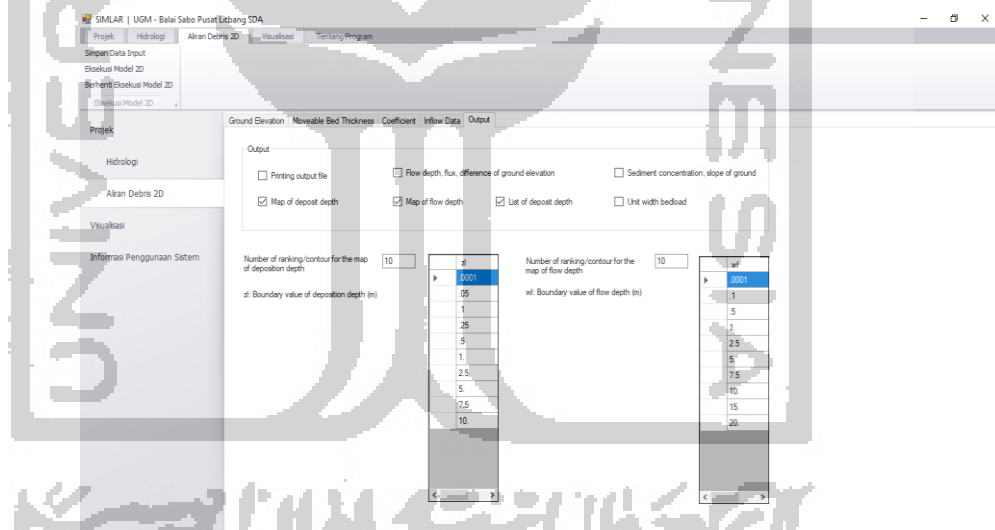 SIMLAR | UGM - Balai Sabo Pusat Litbang SDA
Projek Hidrologi Aliran Debris 2D Visualisasi Tentang Program
Simpan Data Input
Eksekusi Model 2D
Berhenti Eksekusi Model 2D
Eksekusi Model 2D
Projek
Hidrologi
Aliran Debris 2D
Visualisasi
Informasi Penggunaan Sistem
Ground Elevation Moveable Bed Thickness Coefficient Inflow Data Output
Output
Printing output file
Flow depth, flux, difference of ground elevation
Sediment concentration, slope of ground
Map of deposit depth
Map of flow depth
List of deposit depth
Unit width bedload
Number of ranking/contour for the map
of deposition depth
10
zl: Boundary value of deposition depth (m)
zl
.0001
.05
.1
.25
.5
1.
2.5
5.
7.5
10.
Number of ranking/contour for the
map of flow depth
10
wl: Boundary value of flow depth (m)
.0001
.1
.5
1.
2.5
5.
7.5
10.
15.
20.